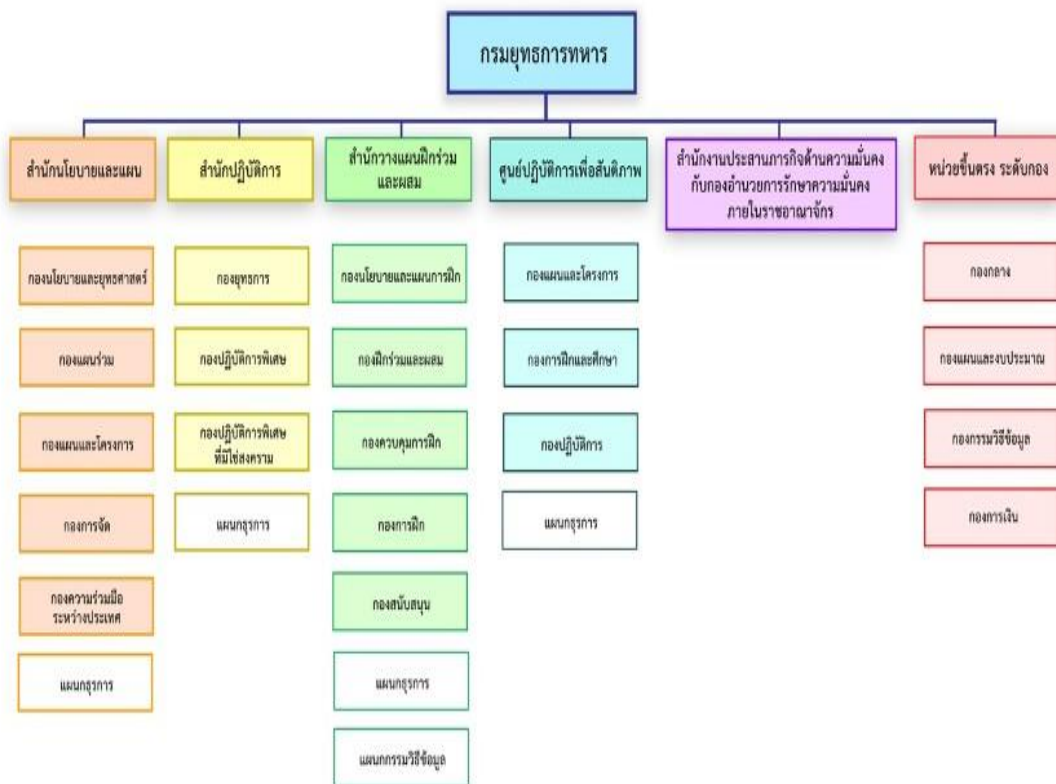 กรมยุทธการทหาร
สำนักนโยบายและแผน
กองนโยบายและยุทธศาสตร์
กองแผนร่วม
กองแผนและโครงการ
กองการจัด
กองความร่วมมือ
ระหว่างประเทศ
แผนกธุรการ
สำนักปฏิบัติการ
กองยุทธการ
กองปฏิบัติการพิเศษ
กองปฏิบัติการพิเศษ
ที่มิใช่สงคราม
แผนกธุรการ
สำนักวางแผนฝึกร่วม
และผสม
กองนโยบายและแผนการฝึก
กองฝึกร่วมและผสม
กองควบคุมการฝึก
กองการฝึก
กองสนับสนุน
แผนกธุรการ
แผนกกรรมวิธีข้อมูล
ศูนย์ปฏิบัติการเพื่อสันติภาพ
กองแผนและโครงการ
กองการฝึกและศึกษา
กองปฏิบัติการ
แผนกธุรการ
สำนักงานประสานภารกิจด้านความมั่นคง
กับกองอำนวยการรักษาความมั่นคง
ภายในราชอาณาจักร
หน่วยขึ้นตรง ระดับกอง
กองกลาง
กองแผนและงบประมาณ
กองกรรมวิธีข้อมูล
กองการเงิน